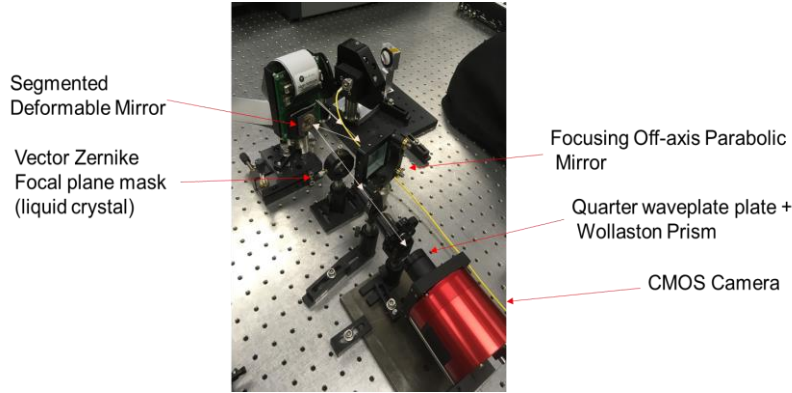 Segmented
Deformable Mirror
Vector Zernike
Focal plane mask
(liquid crystal)
Focusing Off-axis Parabolic
Mirror
Quarter waveplate plate +
Wollaston Prism
CMOS Camera